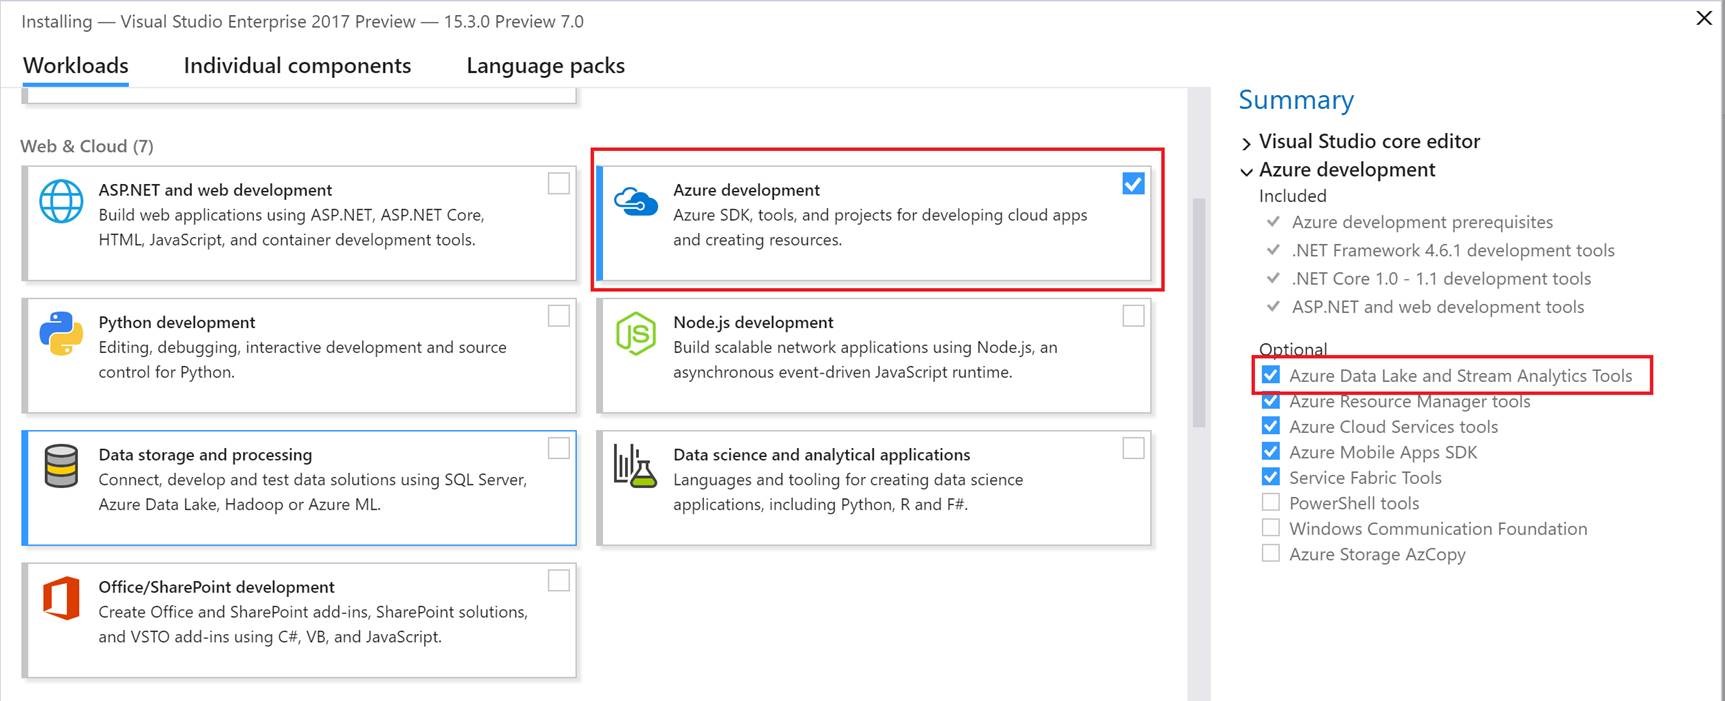 Installing — Visual Studio Enterprise 2017 Preview — 15.3.0 Preview 7.0
Workloads
Individual components
Language packs
Web & Cloud (7)
ASP.NET and web development
Build web applications using ASP.NET, ASP.NET Core,
HTML, JavaScript, and container development tools.
Azure development
Azure SDK, tools, and projects for developing cloud apps
and creating resources.
Python development
Editing, debugging, interactive development and source
control for Python.
Node.js development
Build scalable network applications using Node.js, an
asynchronous event-driven JavaScript runtime.
JS
Data storage and processing
Connect, develop and test data solutions using SQL Server,
Azure Data Lake, Hadoop or Azure ML.
Data science and analytical applications
Languages and tooling for creating data science
applications, including Python, R and F#.
Office/SharePoint development
Create Office and SharePoint add-ins, SharePoint solutions,
and VSTO add-ins using C#, VB, and JavaScript.
Summary
Visual Studio core editor
Azure development
Included
Azure development prerequisites
.NET Framework 4.6.1 development tools
.NET Core 1.0 - 1.1 development tools
ASP.NET and web development tools
Optional
Azure Data Lake and Stream Analytics Tools
Azure Resource Manager tools
Azure Cloud Services tools
Azure Mobile Apps SDK
Service Fabric Tools
PowerShell tools
Windows Communication Foundation
Azure Storage AzCopy